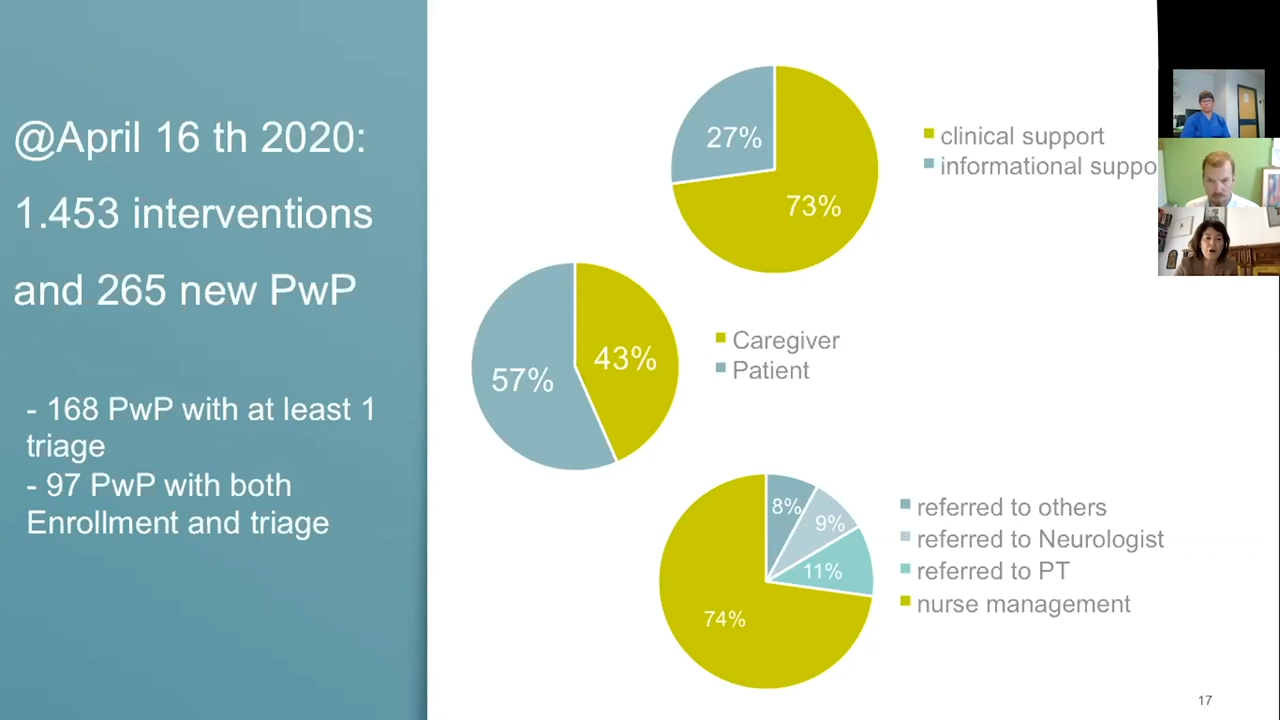 @April 16 th 2020:
1.453 interventions
and 265 new PwP
- 168 PwP with at least 1
triage
- 97 PwP with both
Enrollment and triage
27%
73%
clinical support
informational suppo
57%
43%
Caregiver
Patient
8%
9%
11%
74%
referred to others
referred to Neurologist
referred to PT
nurse management
17